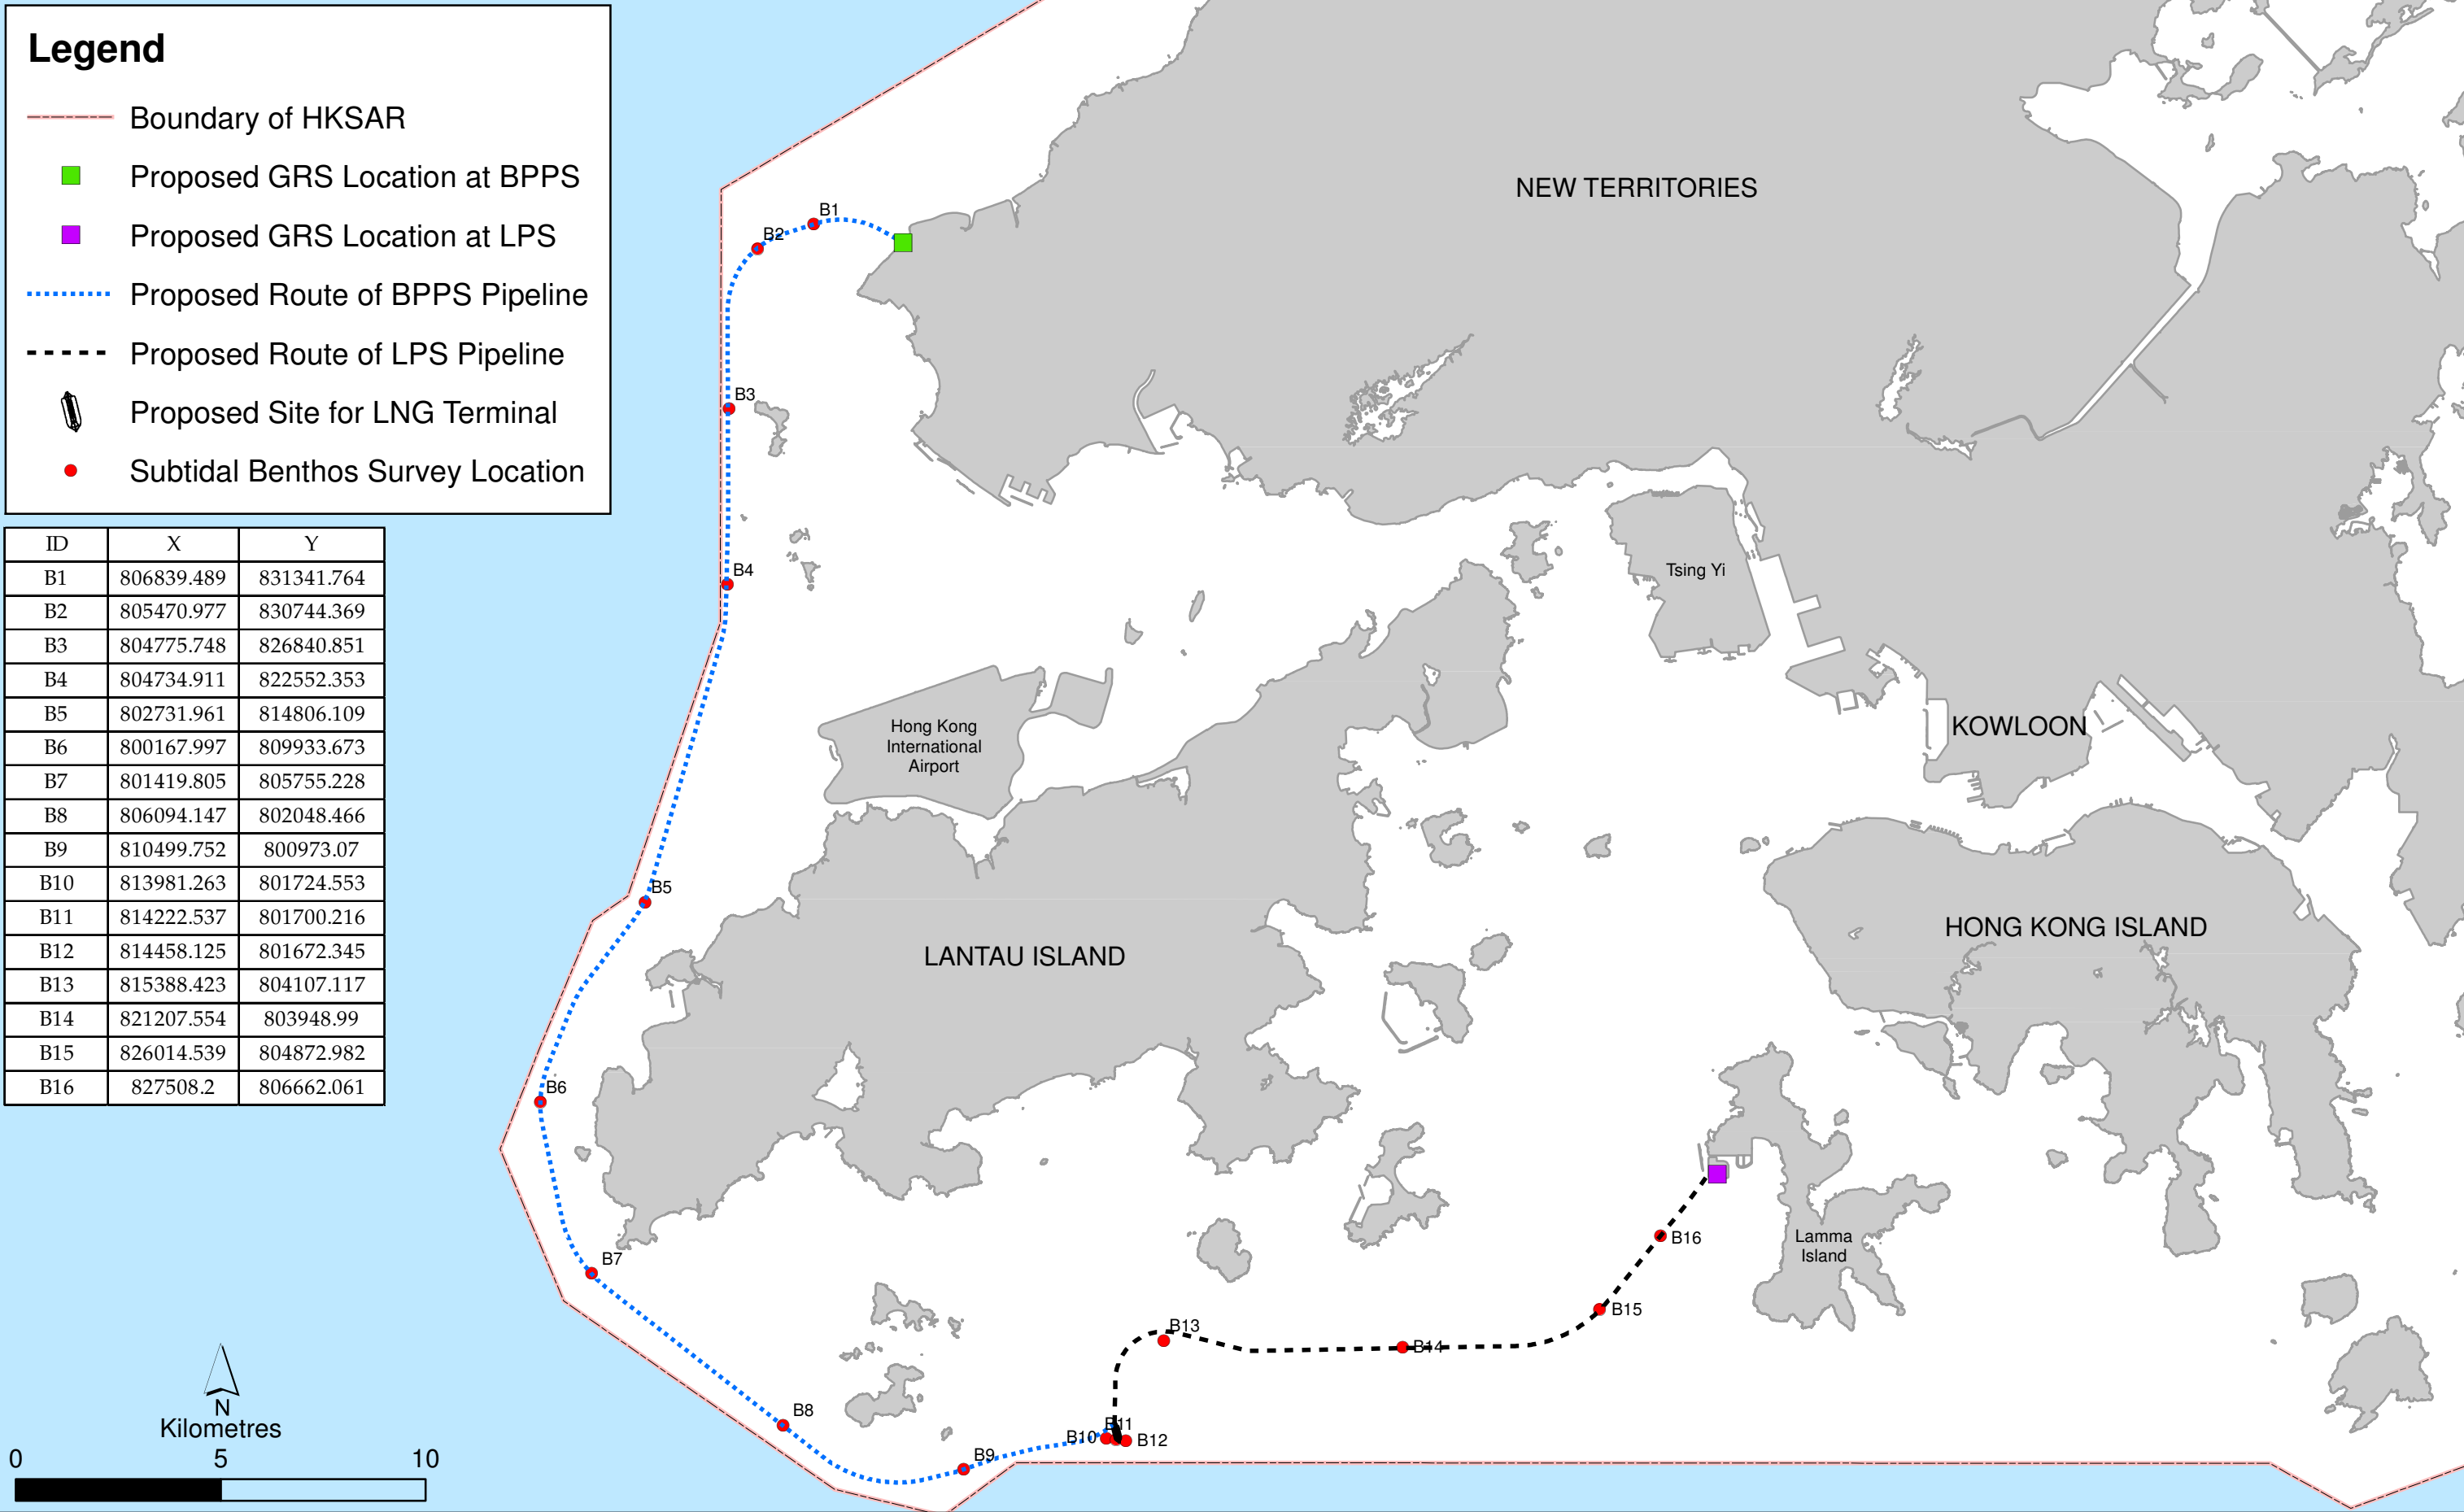 Legend
Boundary of HKSAR
Proposed GRS Location at BPPS
Proposed GRS Location at LPS
Proposed Route of BPPS Pipeline
Proposed Route of LPS Pipeline
Proposed Site for LNG Terminal
Subtidal Benthos Survey Location
ID X Y
B1 806839.489 831341.764
B2 805470.977 830744.369
B3 804775.748 826840.851
B4 804734.911 822552.353
B5 802731.961 814806.109
B6 800167.997 809933.673
B7 801419.805 805755.228
B8 806094.147 802048.466
B9 810499.752 800973.07
B10 813981.263 801724.553
B11 814222.537 801700.216
B12 814458.125 801672.345
B13 815388.423 804107.117
B14 821207.554 803948.99
B15 826014.539 804872.982
B16 827508.2 806662.061
N
Kilometres
0 5 10
NEW TERRITORIES
B1
B2
B3
B4
Tsing Yi
Hong Kong
International
Airport
KOWLOON
B5
LANTAU ISLAND
HONG KONG ISLAND
B6
B7
Lamma
Island
B16
B15
B13
B14
B8
B11
B10
B12
B9